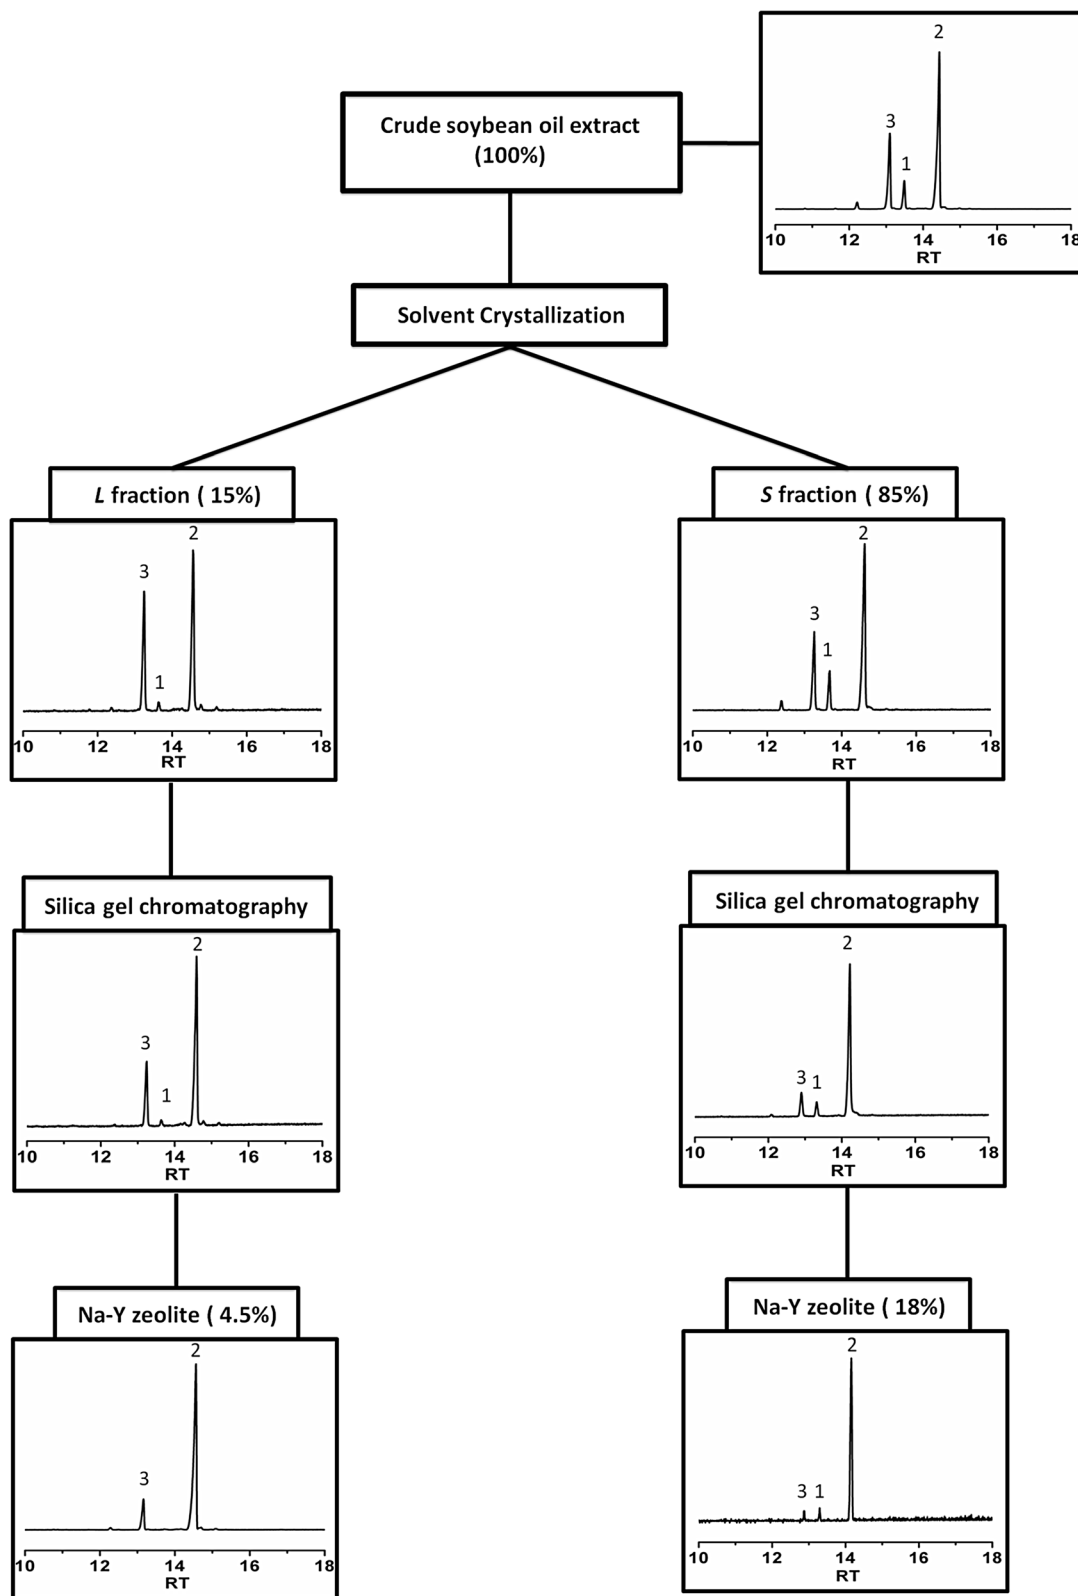 Crude soybean oil extract
(100%)
2
3
1
10 12 14 16 18
RT
Solvent Crystallization
L fraction ( 15%)
2
3
1
10 12 14 16 18
RT
S fraction ( 85%)
2
3
1
10 12 14 16 18
RT
Silica gel chromatography
2
3
1
10 12 14 16 18
RT
Silica gel chromatography
2
3 1
10 12 14 16 18
RT
Na-Y zeolite ( 4.5%)
2
3
10 12 14 16 18
RT
Na-Y zeolite ( 18%)
2
3 1
10 12 14 16 18
RT